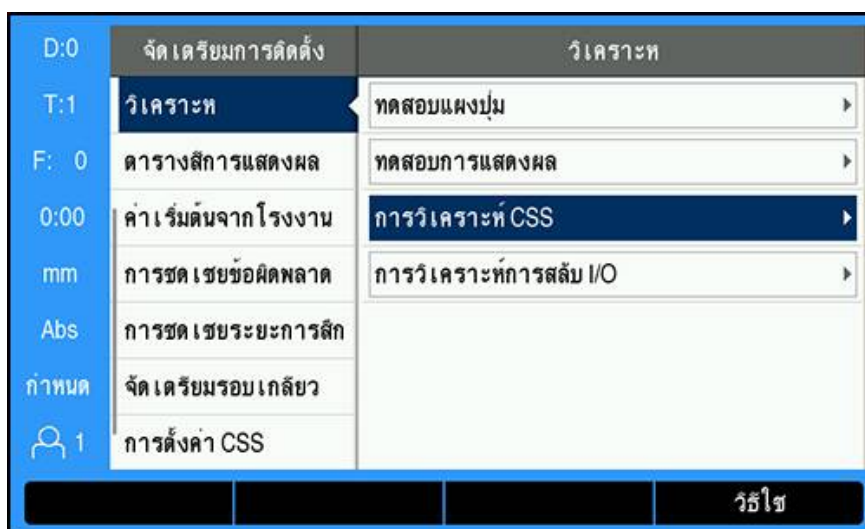 D:0
จัดเตรียมการติดตั้ง
วิเคราะห
T:1
วิเคราะห
ทดสอบแผงปุ่ม
F: 0
ตารางสีการแสดงผล
ทดสอบการแสดงผล
0:00
ค่าเริ่มต้นจากโรงงาน
การวิเคราะห์ CSS
mm
การชดเชยข้อผิดพลาด
การวิเคราะห์การสลับ I/O
Abs
การชดเชยระยะการสึก
กำหนด
จัดเตรียมรอบเกลียว
1
การตั้งค่า CSS
วิธีใช